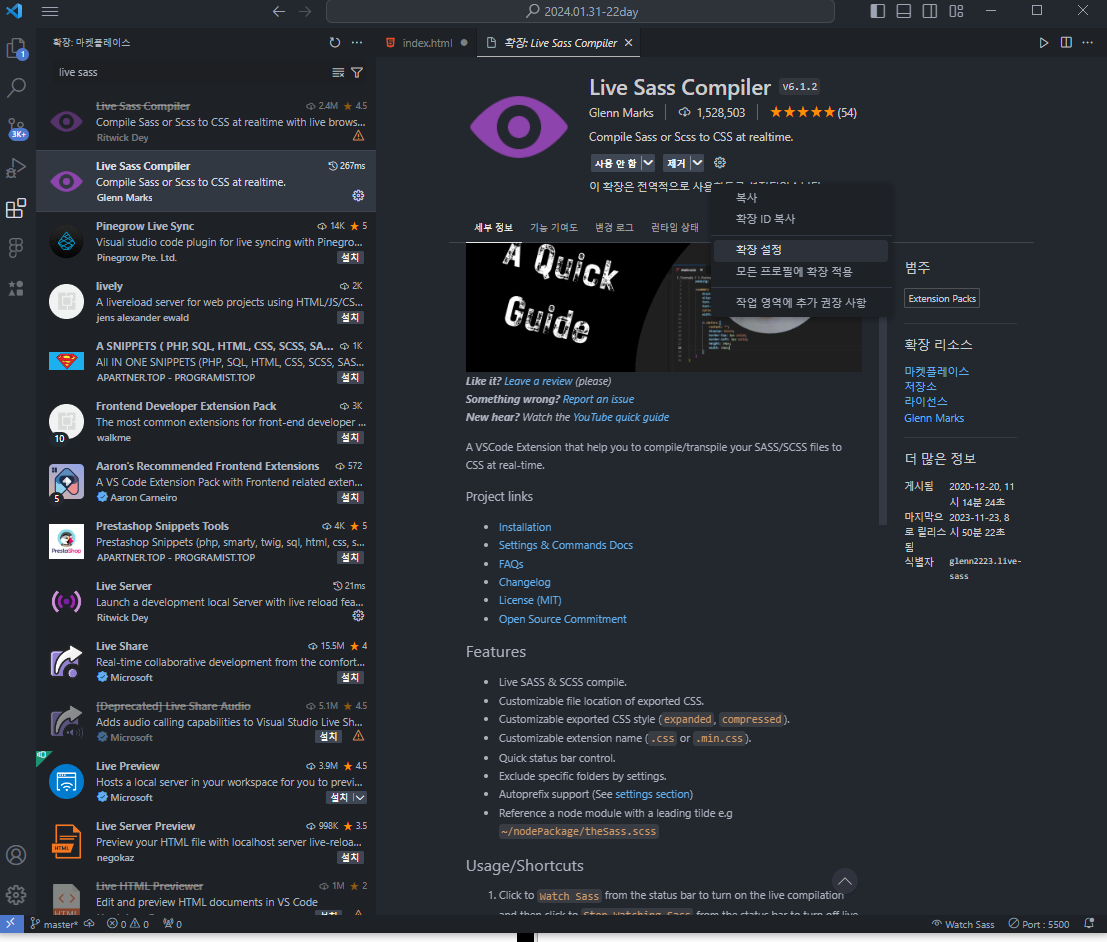 2024.01.31-22day
1
3K+
확장: 마켓플레이스
live sass
Live Sass Compiler 2.4M 4.5
Compile Sass or Scss to CSS at realtime with live brows...
Ritwick Dey
Live Sass Compiler 267ms
Compile Sass or Scss to CSS at realtime.
Glenn Marks
Pinegrow Live Sync 14K 5
Visual studio code plugin for live syncing with Pinegro...
Pinegrow Pte. Ltd. 설치
lively 2K
A livereload server for web projects using HTML/JS/CS...
jens alexander ewald 설치
A SNIPPETS ( PHP, SQL, HTML, CSS, SCSS, SA... 1K
All IN ONE SNIPPETS (PHP, SQL, HTML, CSS, SCSS, SAS...
APARTNER.TOP - PROGRAMIST.TOP 설치
Frontend Developer Extension Pack 3K
The most common extensions for front-end developer ...
10 walkme 설치
Aaron's Recommended Frontend Extensions 572
A VS Code Extension Pack with Frontend related exten...
5 Aaron Carneiro 설치
Prestashop Snippets Tools 4K 5
Prestashop Snippets (php, smarty, twig, sql, html, css, s...
PrestaShop
APARTNER.TOP - PROGRAMIST.TOP 설치
Live Server 21ms
Launch a development local Server with live reload fea...
Ritwick Dey
Live Share 15.5M 4
Real-time collaborative development from the comfort...
Microsoft 설치
[Deprecated] Live Share Audio 5.1M 4.5
Adds audio calling capabilities to Visual Studio Live Sh...
Microsoft 설치
Live Preview 3.9M 4.5
Hosts a local server in your workspace for you to previ...
Microsoft 설치
Live Server Preview 998K 3.5
Preview your HTML file with localhost server live-reloa...
HTML
negokaz 설치
Live HTML Previewer 1M 2
Edit and preview HTML documents in VS Code
HTML
index.html
확장: Live Sass Compiler
Live Sass Compiler v6.1.2
Glenn Marks 1,528,503 (54)
Compile Sass or Scss to CSS at realtime.
사용 안 함 제거
이 확장은 전역적으로 사용
복사
확장 ID 복사
확장 설정
모든 프로필에 확장 적용
작업 영역에 추가 권장 사항
세부 정보 기능 기여도 변경 로그 런타임 상태
A Quick
Guide
Like it? Leave a review (please)
Something wrong? Report an issue
New hear? Watch the YouTube quick guide
A VSCode Extension that help you to compile/transpile your SASS/SCSS files to
CSS at real-time.
Project links
• Installation
• Settings & Commands Docs
• FAQs
• Changelog
• License (MIT)
• Open Source Commitment
Features
• Live SASS & SCSS compile.
• Customizable file location of exported CSS.
• Customizable exported CSS style (expanded, compressed).
• Customizable extension name (.css or .min.css).
• Quick status bar control.
• Exclude specific folders by settings.
• Autoprefix support (See settings section)
• Reference a node module with a leading tilde e.g
~/nodePackage/theSass.scss
Usage/Shortcuts
1. Click to Watch Sass from the status bar to turn on the live compilation
and then click to Stop Watching Sass from the status bar to turn off live
범주
Extension Packs
확장 리소스
마켓플레이스
저장소
라이선스
Glenn Marks
더 많은 정보
게시됨 2020-12-20, 11
시 14분 24초
마지막으 2023-11-23, 8
로 릴리스 시 50분 22초
됨
식별자 glenn2223.live-
sass
master* 0 0 0
Watch Sass Port : 5500